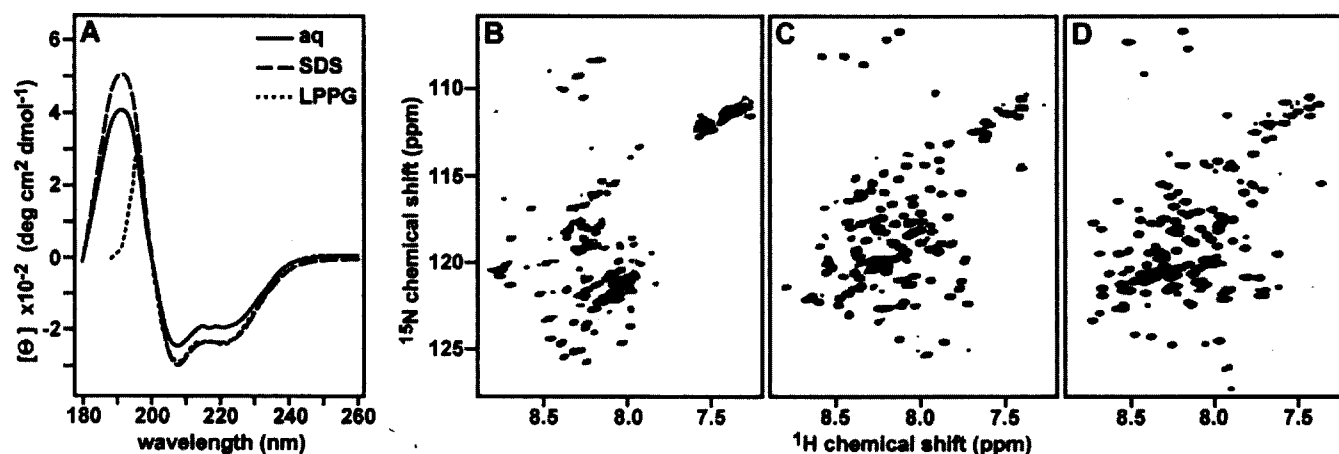 A
aq
SDS
LPPG
6
4
2
0
-2
[Θ] x10-2 (deg cm2 dmol-1)
180 200 220 240 260
wavelength (nm)
B C D
110
115
120
125
15N chemical shift (ppm)
8.5 8.0 7.5 8.5 8.0 7.5 8.5 8.0 7.5
1H chemical shift (ppm)